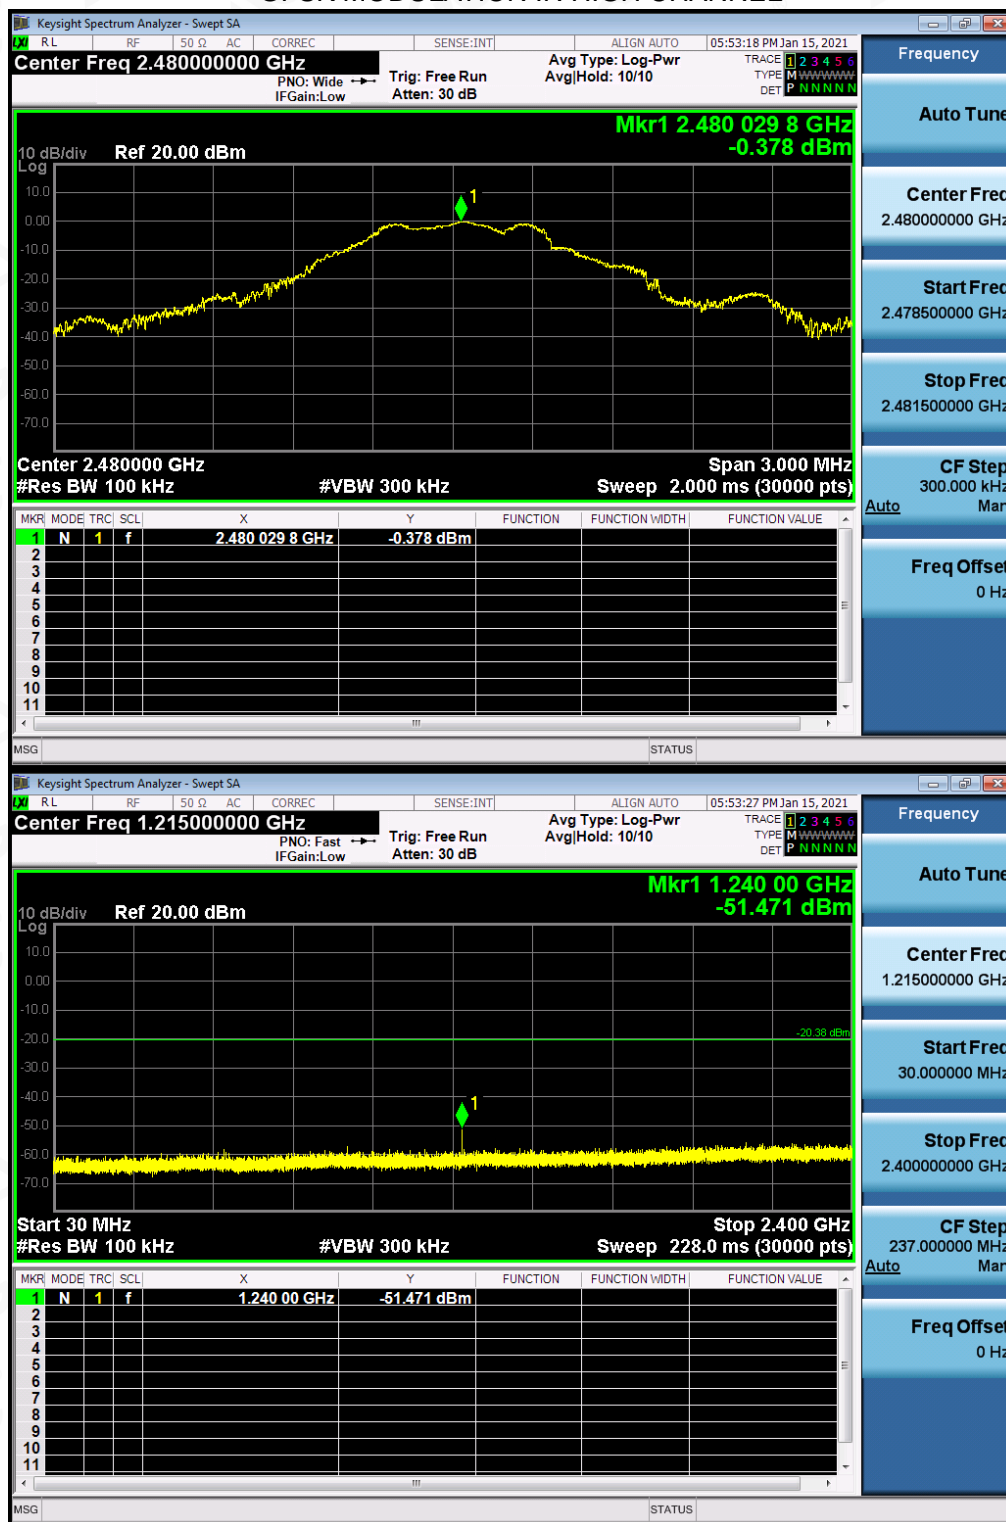 Keysight Spectrum Analyzer - Swept SA
LXI RL RF 50 Ω AC CORREC SENSE:INT ALIGN AUTO 05:53:18 PM Jan 15, 2021
Center Freq 2.480000000 GHz
PNO: Wide
IFGain:Low
Trig: Free Run
Atten: 30 dB
Avg Type: Log-Pwr
Avg|Hold: 10/10
TRACE 1 2 3 4 5 6
TYPE M WWWWW
DET P N N N N N
Mkr1 2.480 029 8 GHz
-0.378 dBm
10 dB/div Ref 20.00 dBm
Log
10.0
0.00
-10.0
-20.0
-30.0
-40.0
-50.0
-60.0
-70.0
1
Center 2.480000 GHz Span 3.000 MHz
#Res BW 100 kHz #VBW 300 kHz Sweep 2.000 ms (30000 pts)
MKR MODE TRC SCL X Y FUNCTION FUNCTION WIDTH FUNCTION VALUE
1 N 1 f 2.480 029 8 GHz -0.378 dBm
2
3
4
5
6
7
8
9
10
11
MSG STATUS
Frequency
Auto Tune
Center Freq
2.480000000 GHz
Start Freq
2.478500000 GHz
Stop Freq
2.481500000 GHz
CF Step
300.000 kHz
Auto Man
Freq Offset
0 Hz
Keysight Spectrum Analyzer - Swept SA
LXI RL RF 50 Ω AC CORREC SENSE:INT ALIGN AUTO 05:53:27 PM Jan 15, 2021
Center Freq 1.215000000 GHz
PNO: Fast
IFGain:Low
Trig: Free Run
Atten: 30 dB
Avg Type: Log-Pwr
Avg|Hold: 10/10
TRACE 1 2 3 4 5 6
TYPE M WWWWW
DET P N N N N N
Mkr1 1.240 00 GHz
-51.471 dBm
10 dB/div Ref 20.00 dBm
Log
10.0
0.00
-10.0
-20.0
-30.0
-40.0
-50.0
-60.0
-70.0
-20.38 dBm
1
Start 30 MHz Stop 2.400 GHz
#Res BW 100 kHz #VBW 300 kHz Sweep 228.0 ms (30000 pts)
MKR MODE TRC SCL X Y FUNCTION FUNCTION WIDTH FUNCTION VALUE
1 N 1 f 1.240 00 GHz -51.471 dBm
2
3
4
5
6
7
8
9
10
11
MSG STATUS
Frequency
Auto Tune
Center Freq
1.215000000 GHz
Start Freq
30.000000 MHz
Stop Freq
2.400000000 GHz
CF Step
237.000000 MHz
Auto Man
Freq Offset
0 Hz